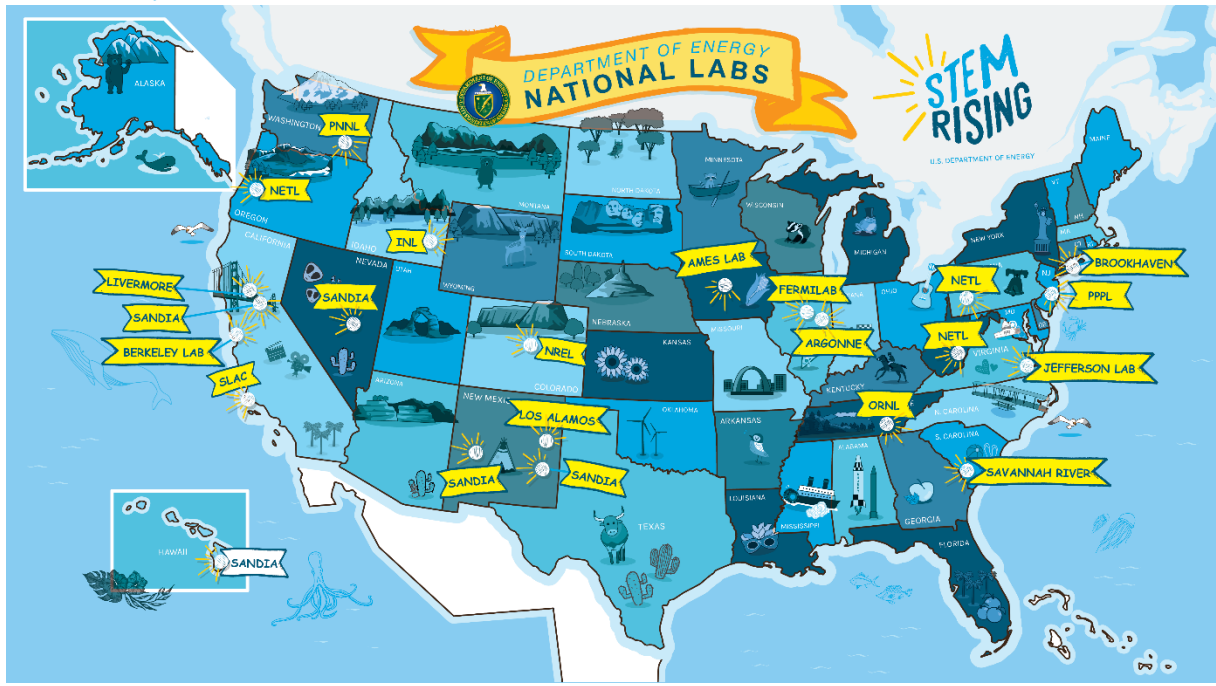 DEPARTMENT OF ENERGY
NATIONAL LABS
STEM
RISING
U.S. DEPARTMENT OF ENERGY
ALASKA
WASHINGTON
PNNL
NETL
OREGON
MONTANA
NORTH DAKOTA
MINNESOTA
WISCONSIN
MICHIGAN
NEW YORK
VT
NH
MAINE
MA
CALIFORNIA
IDAHO
INL
WYOMING
SOUTH DAKOTA
NEVADA
UTAH
LIVERMORE
SANDIA
BERKELEY LAB
SLAC
SANDIA
AMES LAB
FERMILAB
ARGONNE
OHIO
NETL
NJ
BROOKHAVEN
PPPL
NEBRASKA
KANSAS
COLORADO
NREL
MISSOURI
KENTUCKY
NETL
VIRGINIA
MD
DE
JEFFERSON LAB
ARIZONA
NEW MEXIC
LOS ALAMOS
SANDIA
SANDIA
OKLAHOMA
ARKANSAS
ORNL
N. CAROLINA
S. CAROLINA
SAVANNAH RIVER
TEXAS
LOUISIANA
MISSISSIPPI
ALABAMA
GEORGIA
FLORIDA
HAWAII
SANDIA